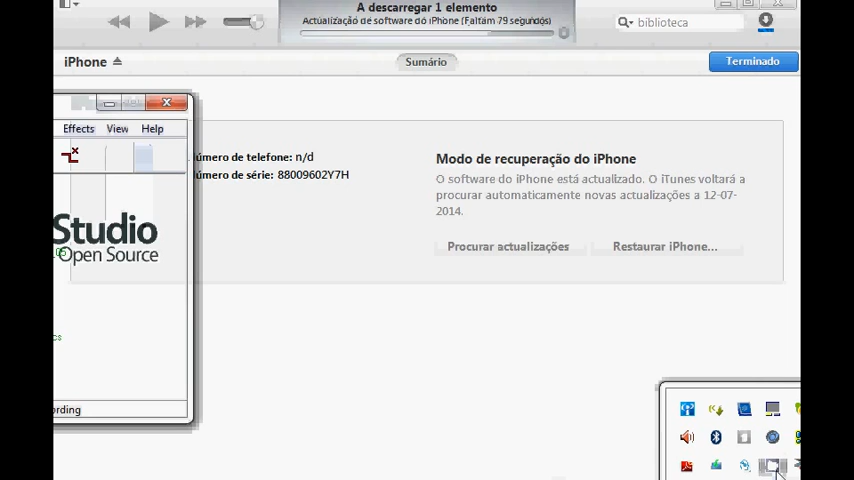 A descarregar 1 elemento
Actualização de software do iPhone (Faltam 79 segundos)
biblioteca
iPhone
Sumário
Terminado
Effects View Help
úmero de telefone: n/d
úmero de série: 88009602Y7H
Modo de recuperação do iPhone
O software do iPhone está actualizado. O iTunes voltará a
procurar automaticamente novas actualizações a 12-07-
2014.
Procurar actualizações
Restaurar iPhone...
Studio
Open Source
cs
ording